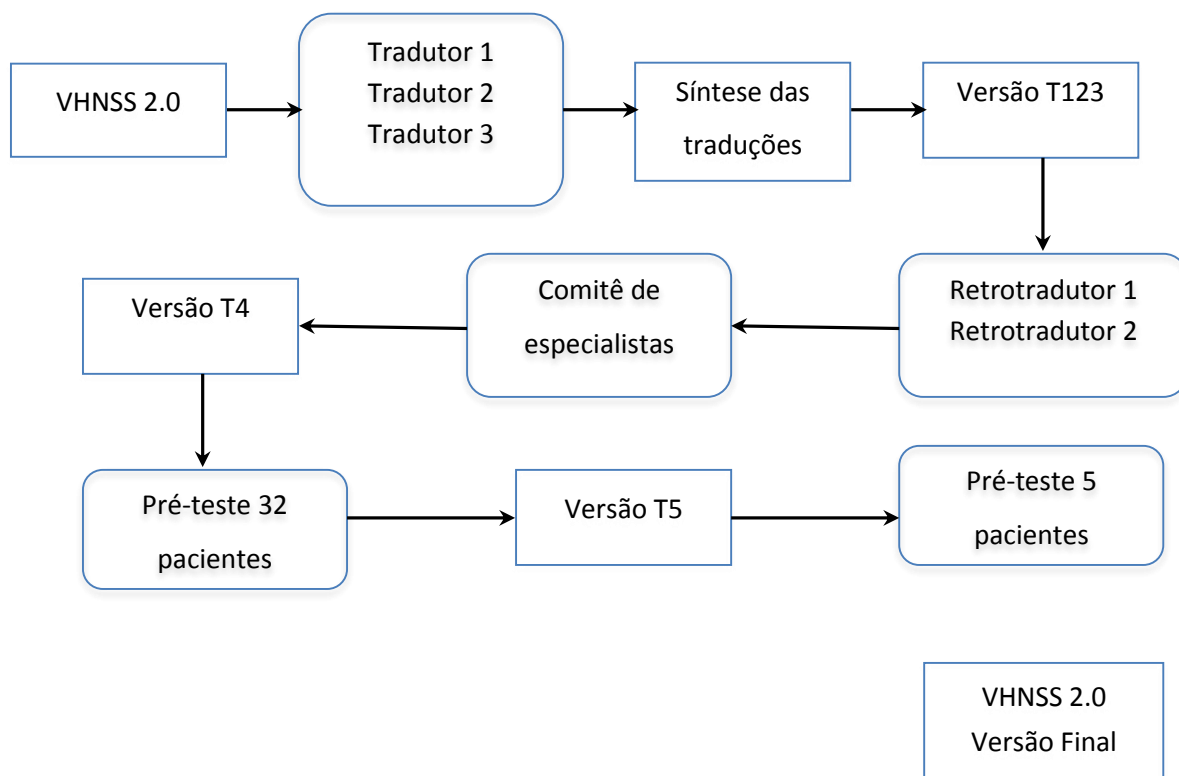 VHNSS 2.0
Tradutor 1
Tradutor 2
Tradutor 3
Síntese das
traduções
Versão T123
Retrotradutor 1
Retrotradutor 2
Comitê de
especialistas
Versão T4
Pré-teste 32
pacientes
Versão T5
Pré-teste 5
pacientes
VHNSS 2.0
Versão Final